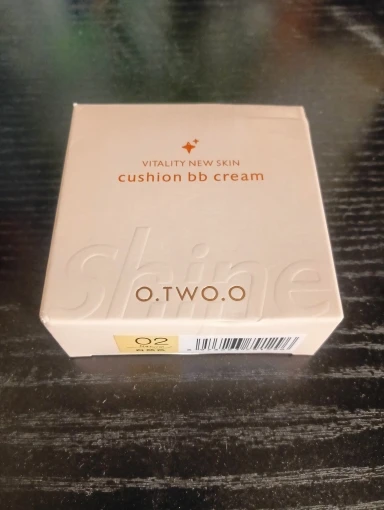 VITALITY NEW SKIN
cushion bb cream
Shine
O.TWO.O
02